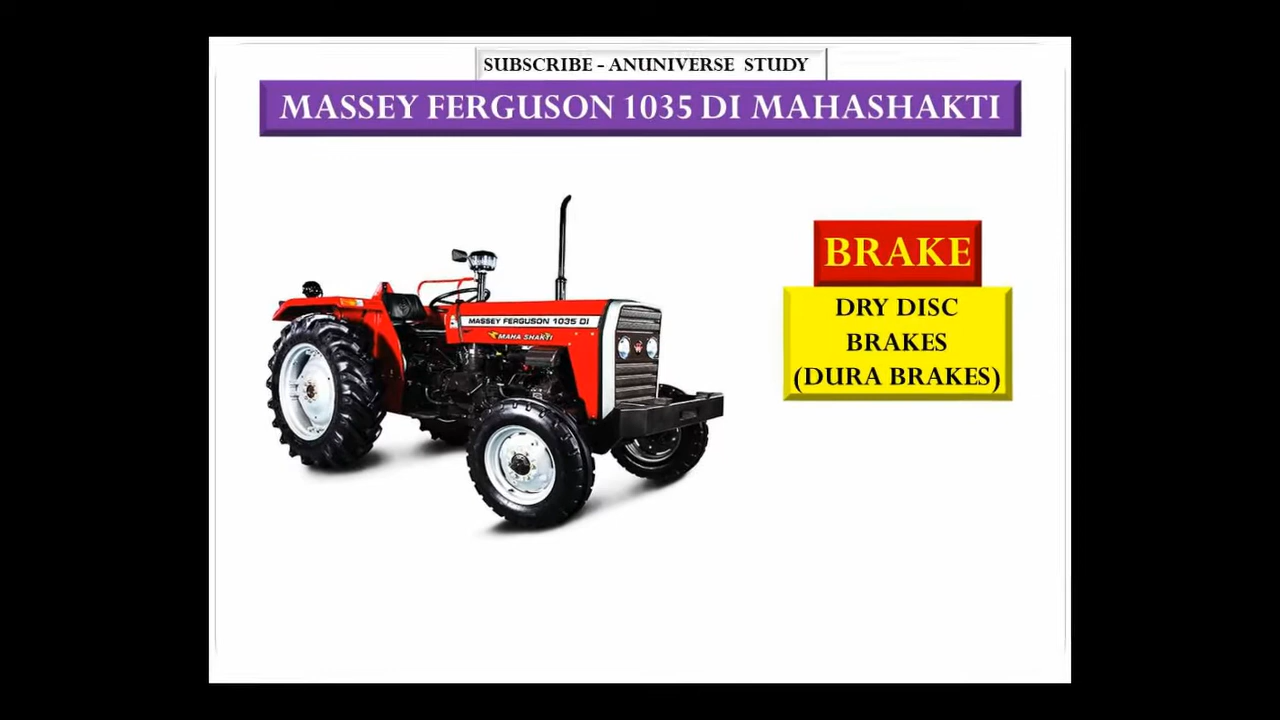 SUBSCRIBE - ANUNIVERSE STUDY
MASSEY FERGUSON 1035 DI MAHASHAKTI
BRAKE
DRY DISC
BRAKES
(DURA BRAKES)
MASSEY FERGUSON 1035 DI
MAHA SHAKTI